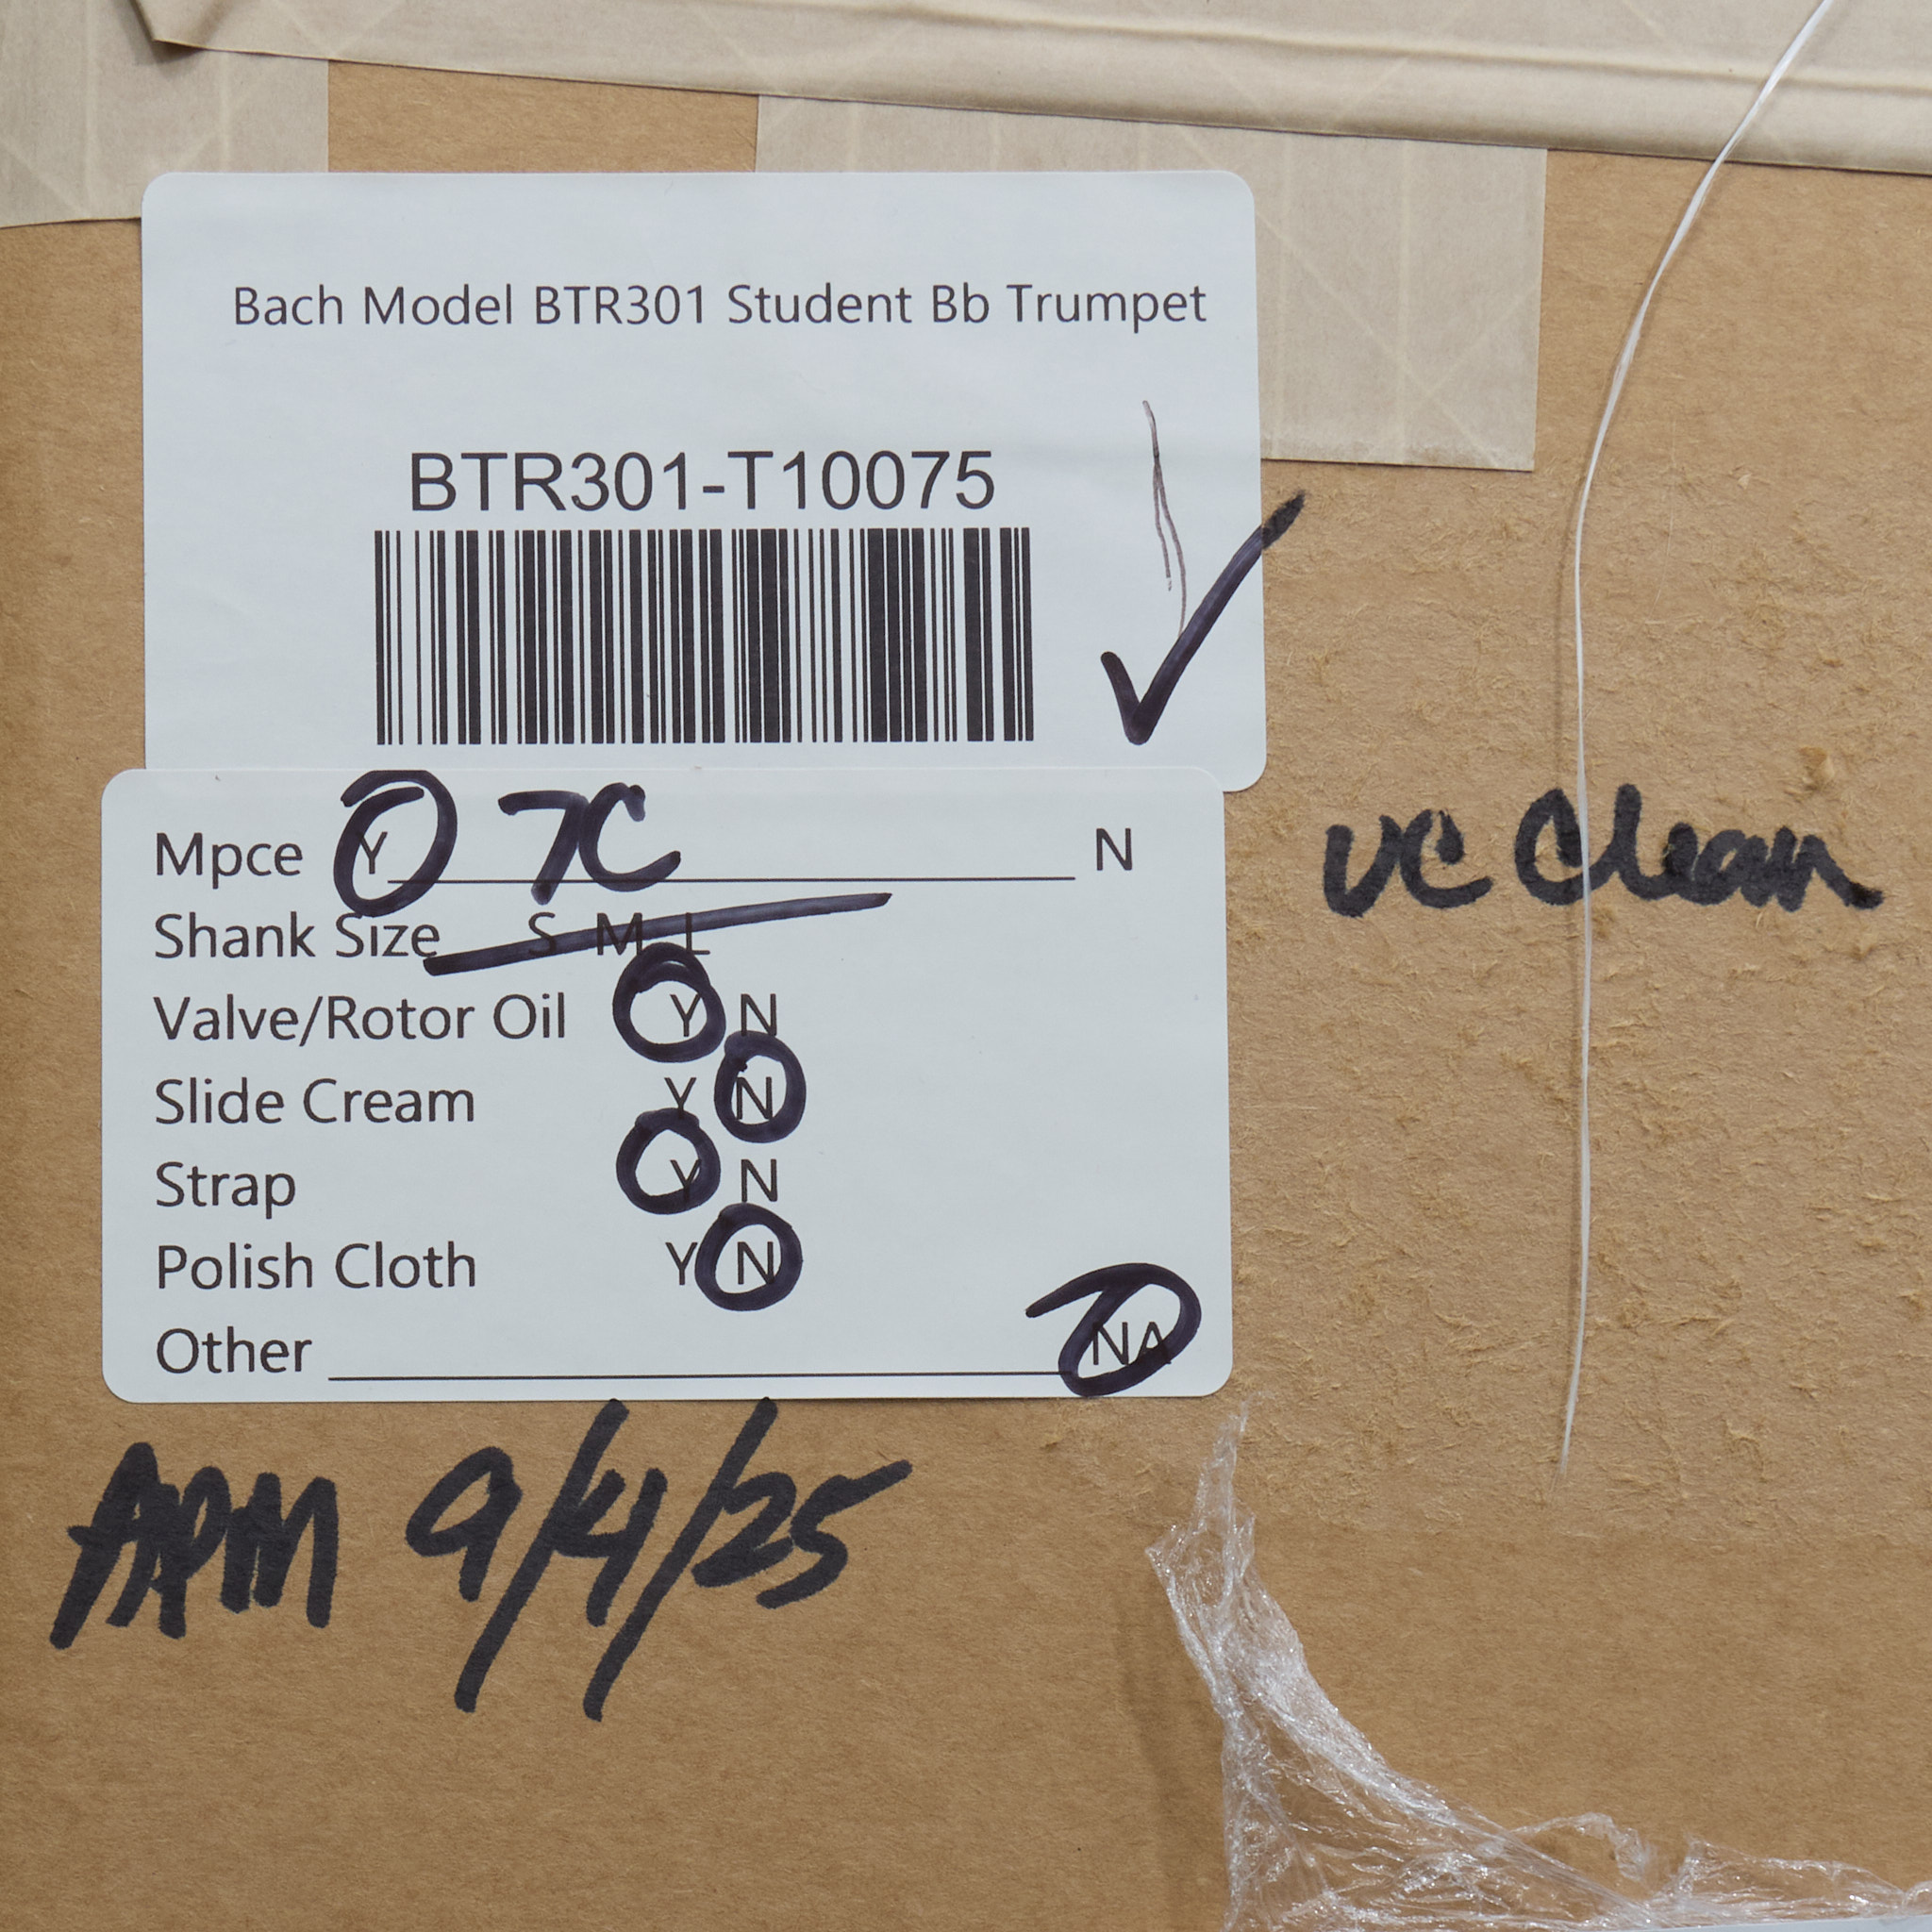 Bach Model BTR301 Student Bb Trumpet
BTR301-T10075
Mpce Y 7C N
Shank Size S M L
Valve/Rotor Oil Y N
Slide Cream Y N
Strap Y N
Polish Cloth Y N
Other NA
UC Clean
APM 9/4/25